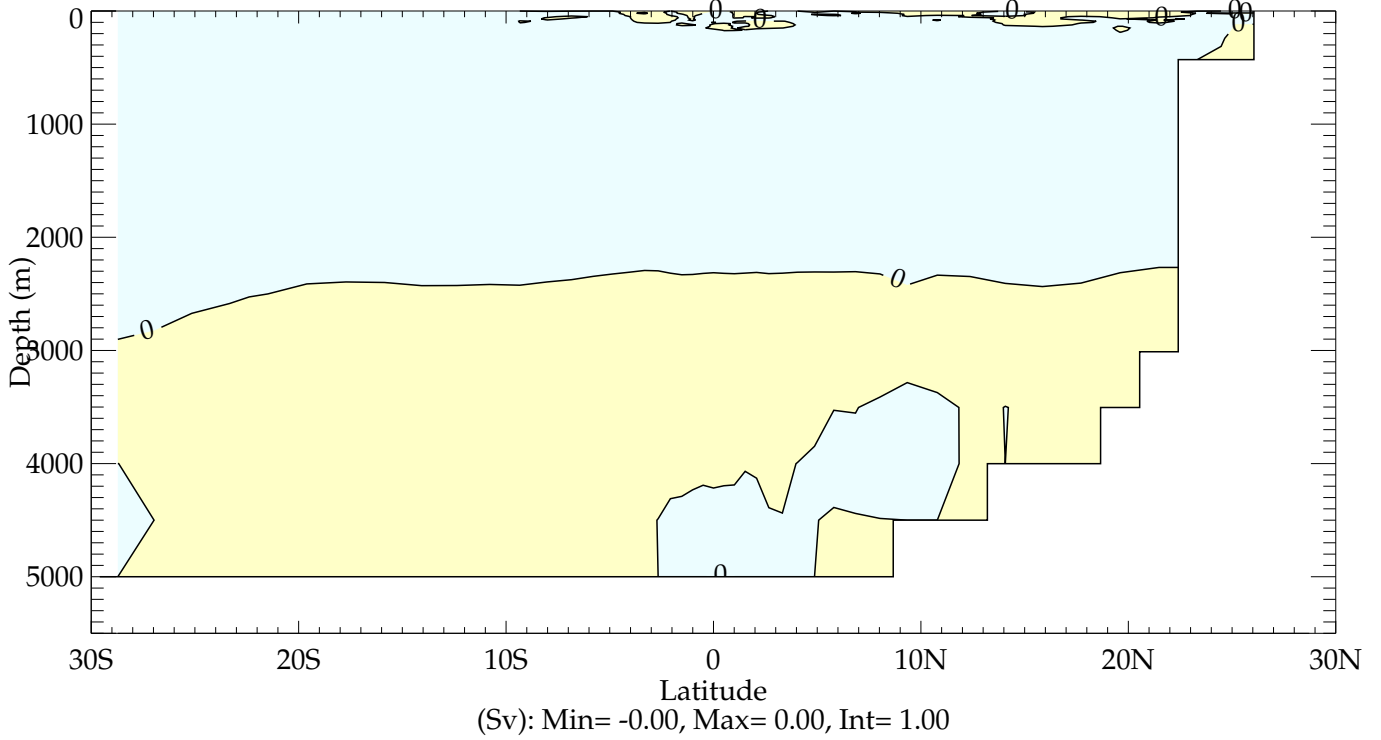 0 0 0 0 0 0 0
0
1000
2000
3000
4000
5000
Depth (m)
0
0
0
30S 20S 10S 0 10N 20N 30N
Latitude
(Sv): Min= -0.00, Max= 0.00, Int= 1.00